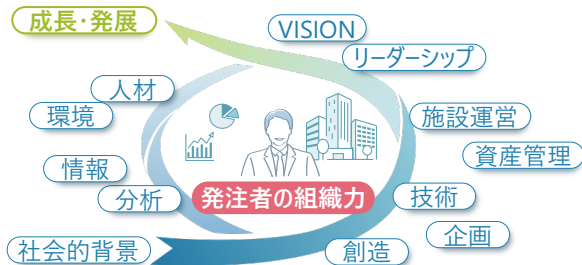 成長・発展
VISION
リーダーシップ
人材
環境
施設運営
資産管理
情報
分析
発注者の組織力
技術
企画
社会的背景
創造